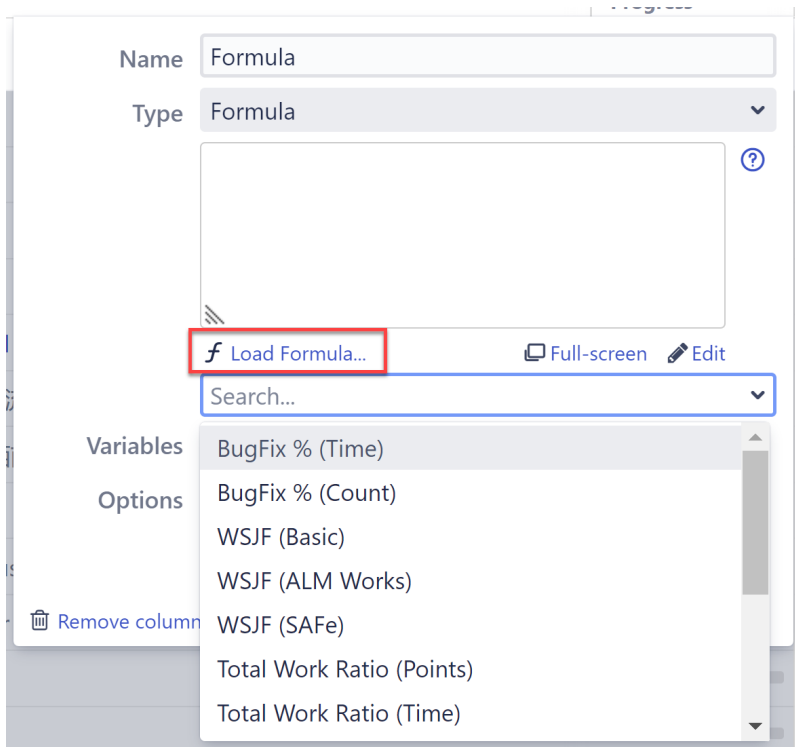 Progress
Name Formula
Type Formula
Load Formula...
Full-screen
Edit
Search...
Variables
Options
BugFix % (Time)
BugFix % (Count)
WSJF (Basic)
WSJF (ALM Works)
WSJF (SAFe)
Total Work Ratio (Points)
Total Work Ratio (Time)
Remove column